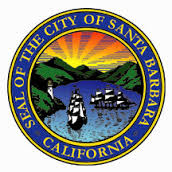 SEAL OF THE CITY OF SANTA BARBARA
CALIFORNIA